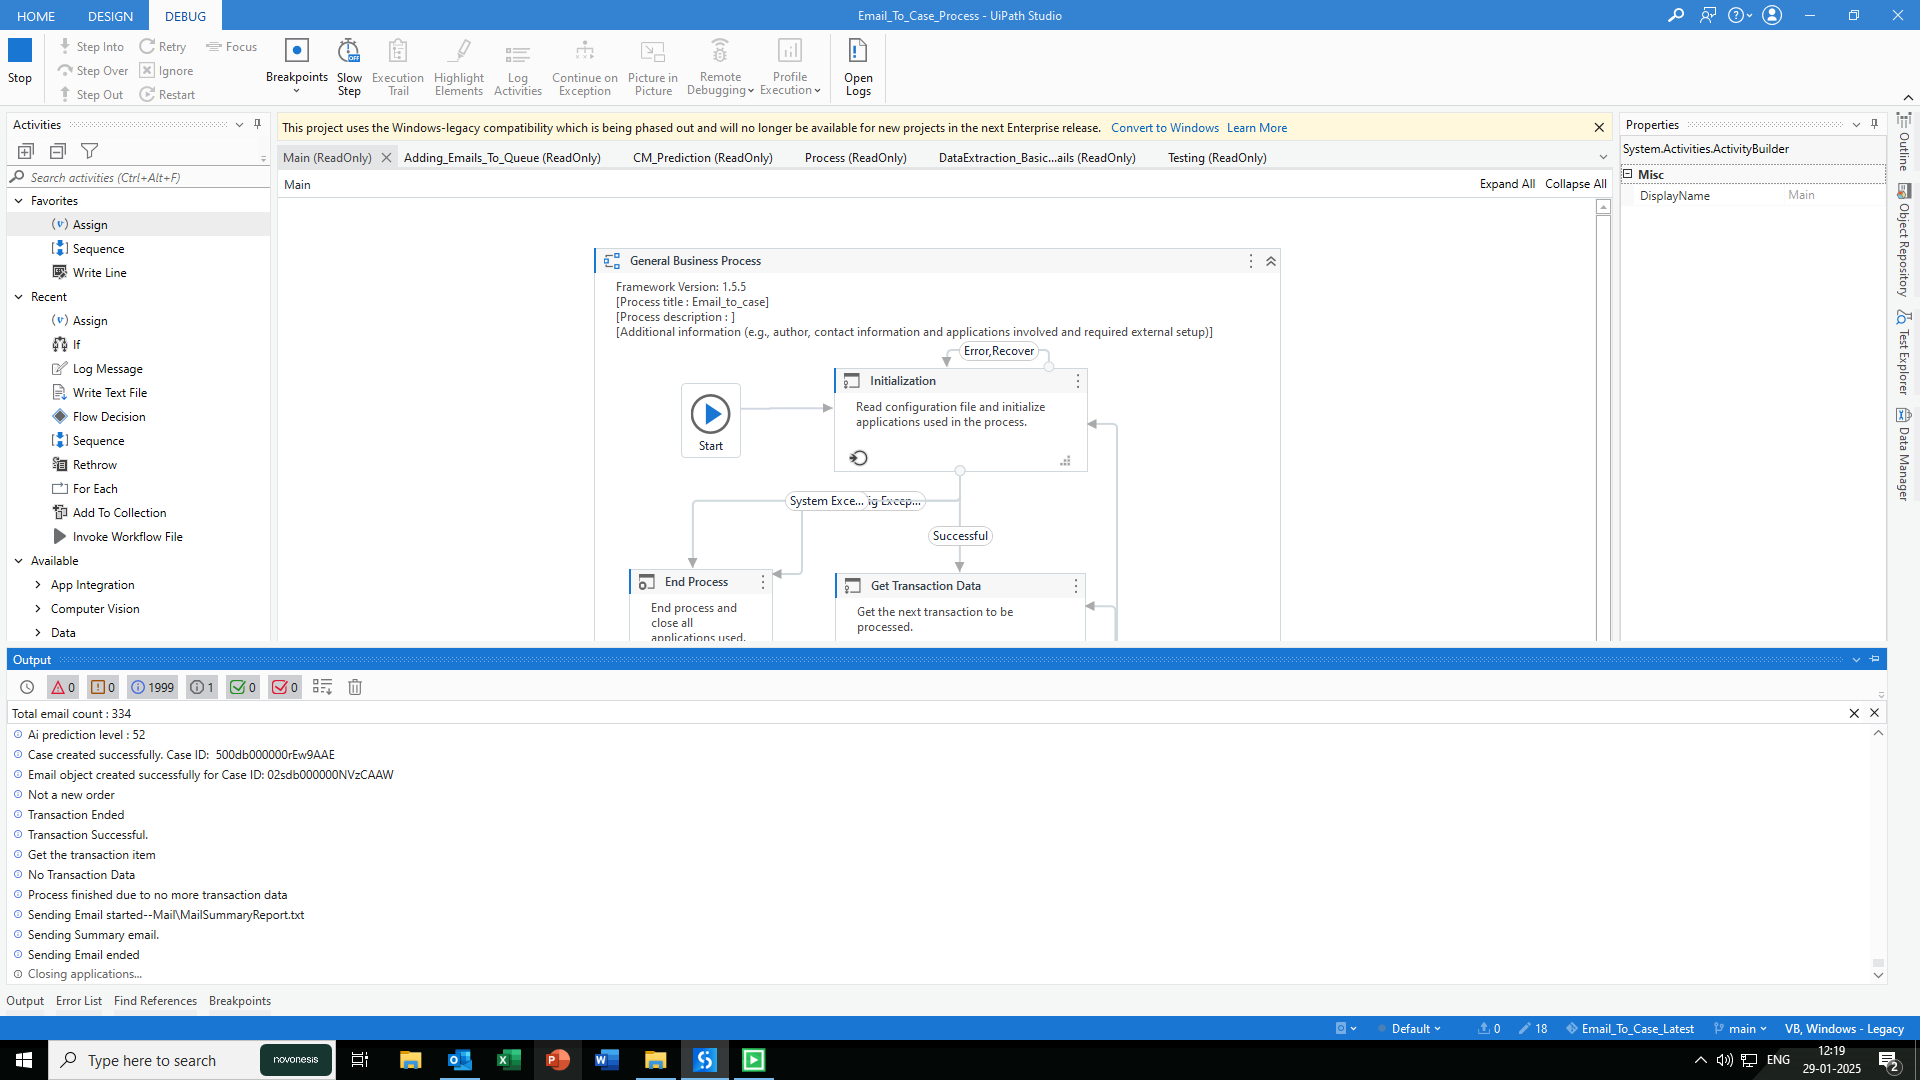 HOME DESIGN DEBUG
Email_To_Case_Process - UiPath Studio
Stop
Step Into
Step Over
Step Out
Retry
Ignore
Restart
Focus
Breakpoints
Slow
Step
OFF
Execution
Trail
Highlight
Elements
Log
Activities
Continue on
Exception
Picture in
Picture
Remote
Debugging
Profile
Execution
Open
Logs
Activities
Search activities (Ctrl+Alt+F)
Favorites
Assign
Sequence
Write Line
Recent
Assign
If
Log Message
Write Text File
Flow Decision
Sequence
Rethrow
For Each
Add To Collection
Invoke Workflow File
Available
App Integration
Computer Vision
Data
This project uses the Windows-legacy compatibility which is being phased out and will no longer be available for new projects in the next Enterprise release. Convert to Windows Learn More
Main (ReadOnly) Adding_Emails_To_Queue (ReadOnly) CM_Prediction (ReadOnly) Process (ReadOnly) DataExtraction_Basic...ails (ReadOnly) Testing (ReadOnly)
Main
Expand All Collapse All
General Business Process
Framework Version: 1.5.5
[Process title : Email_to_case]
[Process description : ]
[Additional information (e.g., author, contact information and applications involved and required external setup)]
Error,Recover
Start
Initialization
Read configuration file and initialize
applications used in the process.
System Exce... ig Excep...
Successful
End Process
End process and
close all
applications used.
Get Transaction Data
Get the next transaction to be
processed.
Properties
System.Activities.ActivityBuilder
Misc
DisplayName Main
Outline
Object Repository
Test Explorer
Data Manager
Output
0 0 1999 1 0 0
Total email count : 334
Ai prediction level : 52
Case created successfully. Case ID:  500db000000rEw9AAE
Email object created successfully for Case ID: 02sdb000000NVzCAAW
Not a new order
Transaction Ended
Transaction Successful.
Get the transaction item
No Transaction Data
Process finished due to no more transaction data
Sending Email started--Mail\MailSummaryReport.txt
Sending Summary email.
Sending Email ended
Closing applications...
Output Error List Find References Breakpoints
Default 0 18 Email_To_Case_Latest main VB, Windows - Legacy
Type here to search
novonesis
ENG
12:19
29-01-2025
2